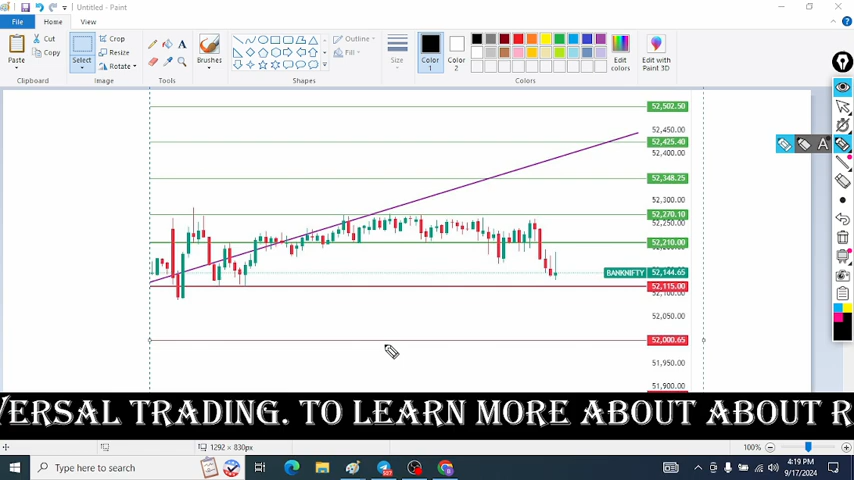 Untitled - Paint
File Home View
Paste
Cut
Copy
Clipboard
Select
Crop
Resize
Rotate
Image
Tools
Brushes
Outline
Fill
Shapes
Size
Color 1
Color 2
Colors
Edit colors
Edit with Paint 3D
A
52,502.50
52,450.00
52,425.40
52,400.00
52,348.25
52,300.00
52,270.10
52,250.00
52,210.00
BANKNIFTY 52,144.65
52,115.00
52,100.00
52,050.00
52,000.65
51,950.00
51,900.00
VERSAL TRADING. TO LEARN MORE ABOUT ABOUT R
1292 × 830px
100%
Type here to search
4:19 PM
9/17/2024